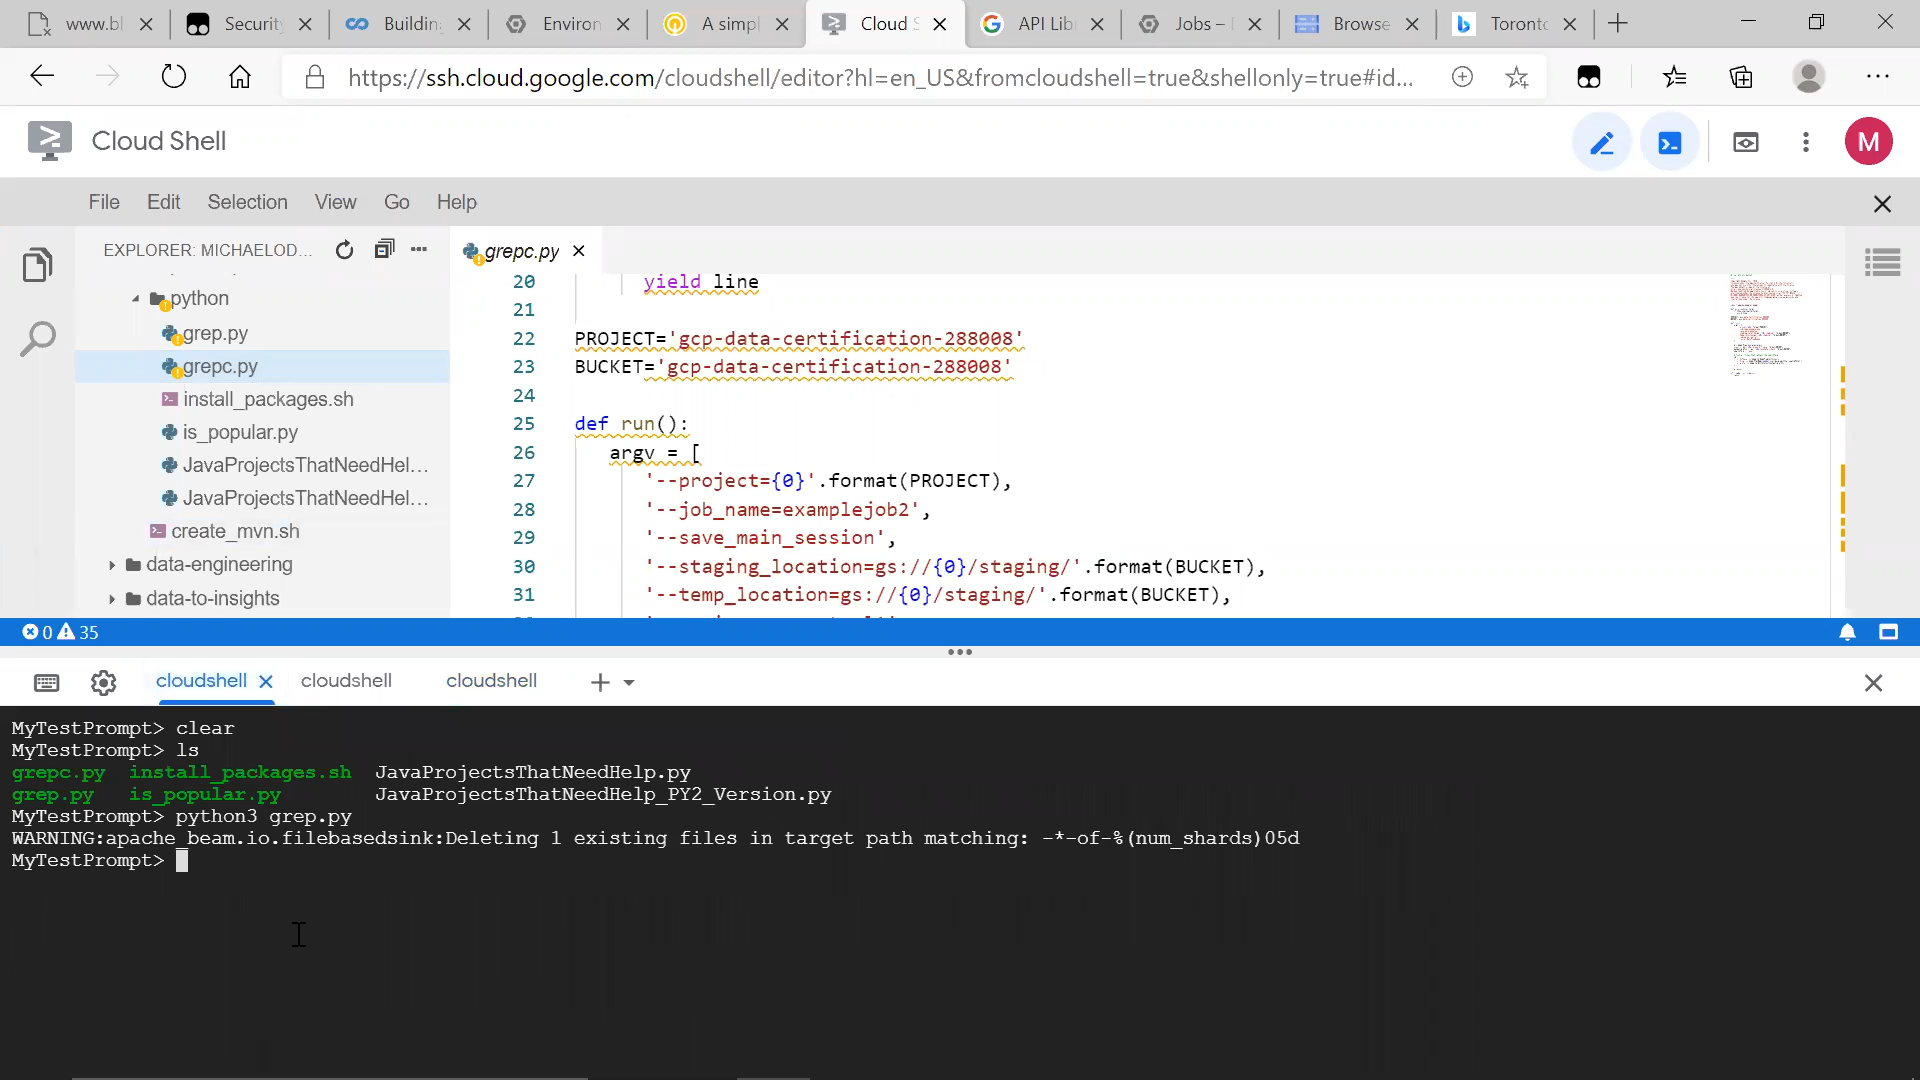 www.bl
Security
Building
Environ
A simpl
Cloud S
API Lib
Jobs –
Browse
Toronto
https://ssh.cloud.google.com/cloudshell/editor?hl=en_US&fromcloudshell=true&shellonly=true#id...
Cloud Shell
M
File Edit Selection View Go Help
EXPLORER: MICHAELOD...
grepc.py
python
grep.py
grepc.py
install_packages.sh
is_popular.py
JavaProjectsThatNeedHel...
JavaProjectsThatNeedHel...
create_mvn.sh
data-engineering
data-to-insights
20 yield line
21
22 PROJECT='gcp-data-certification-288008'
23 BUCKET='gcp-data-certification-288008'
24
25 def run():
26 argv = [
27 '--project={0}'.format(PROJECT),
28 '--job_name=examplejob2',
29 '--save_main_session',
30 '--staging_location=gs://{0}/staging/'.format(BUCKET),
31 '--temp_location=gs://{0}/staging/'.format(BUCKET),
0 35
cloudshell cloudshell cloudshell
MyTestPrompt> clear
MyTestPrompt> ls
grepc.py install_packages.sh JavaProjectsThatNeedHelp.py
grep.py is_popular.py JavaProjectsThatNeedHelp_PY2_Version.py
MyTestPrompt> python3 grep.py
WARNING:apache_beam.io.filebasedsink:Deleting 1 existing files in target path matching: -*-of-%(num_shards)05d
MyTestPrompt>